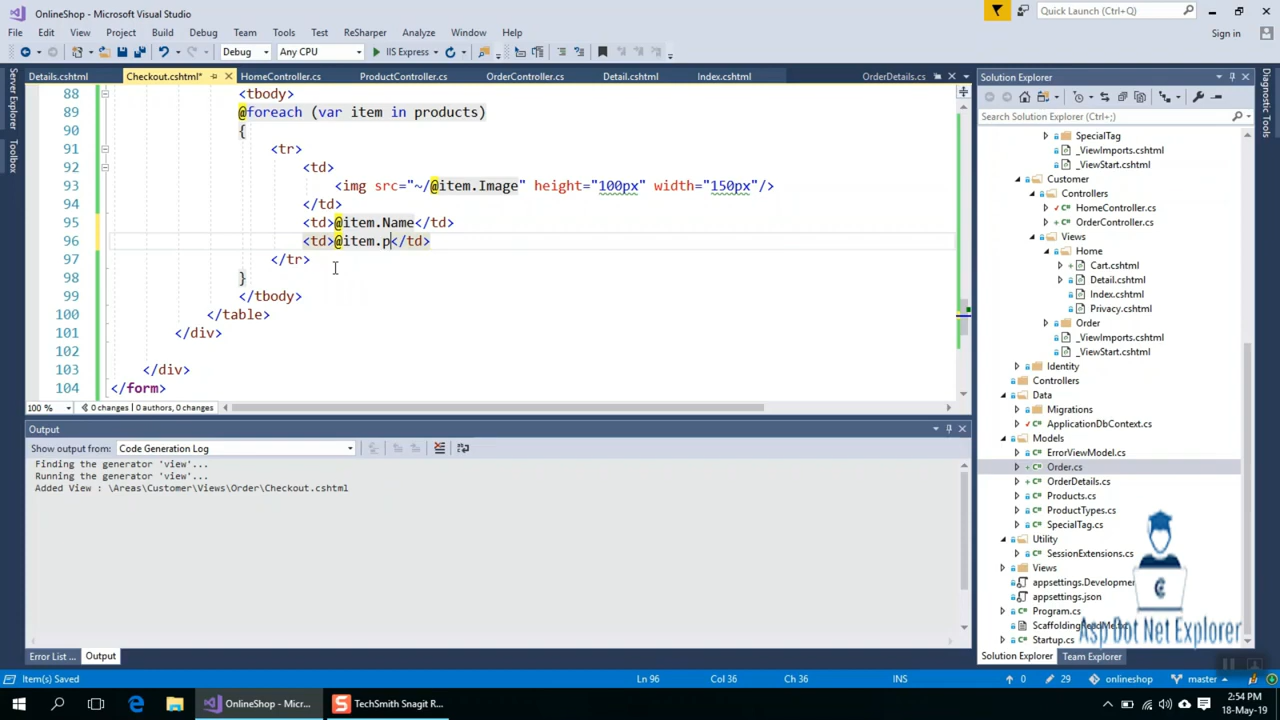 OnlineShop - Microsoft Visual Studio
Quick Launch (Ctrl+Q)
File Edit View Project Build Debug Team Tools Test ReSharper Analyze Window Help
Sign in
Debug Any CPU IIS Express
Server Explorer
Toolbox
Details.cshtml Checkout.cshtml* HomeController.cs ProductController.cs OrderController.cs Detail.cshtml Index.cshtml OrderDetails.cs
88 <tbody>
89 @foreach (var item in products)
90 {
91 <tr>
92 <td>
93 <img src="~/@item.Image" height="100px" width="150px"/>
94 </td>
95 <td>@item.Name</td>
96 <td>@item.p</td>
97 </tr>
98 }
99 </tbody>
100 </table>
101 </div>
102
103 </div>
104 </form>
100 % 0 changes | 0 authors, 0 changes
Output
Show output from: Code Generation Log
Finding the generator 'view'...
Running the generator 'view'...
Added View : \Areas\Customer\Views\Order\Checkout.cshtml
Error List ... Output
Solution Explorer
Search Solution Explorer (Ctrl+;)
SpecialTag
_ViewImports.cshtml
_ViewStart.cshtml
Customer
Controllers
HomeController.cs
OrderController.cs
Views
Home
Cart.cshtml
Detail.cshtml
Index.cshtml
Privacy.cshtml
Order
_ViewImports.cshtml
_ViewStart.cshtml
Identity
Controllers
Data
Migrations
ApplicationDbContext.cs
Models
ErrorViewModel.cs
Order.cs
OrderDetails.cs
Products.cs
ProductTypes.cs
SpecialTag.cs
Utility
SessionExtensions.cs
Views
appsettings.Developmen
appsettings.json
Program.cs
Startup.cs
Asp Dot Net Explorer
Solution Explorer Team Explorer
Diagnostic Tools
Item(s) Saved Ln 96 Col 36 Ch 36 INS 0 29 onlineshop master
OnlineShop - Micr... TechSmith Snagit R...
2:54 PM
18-May-19